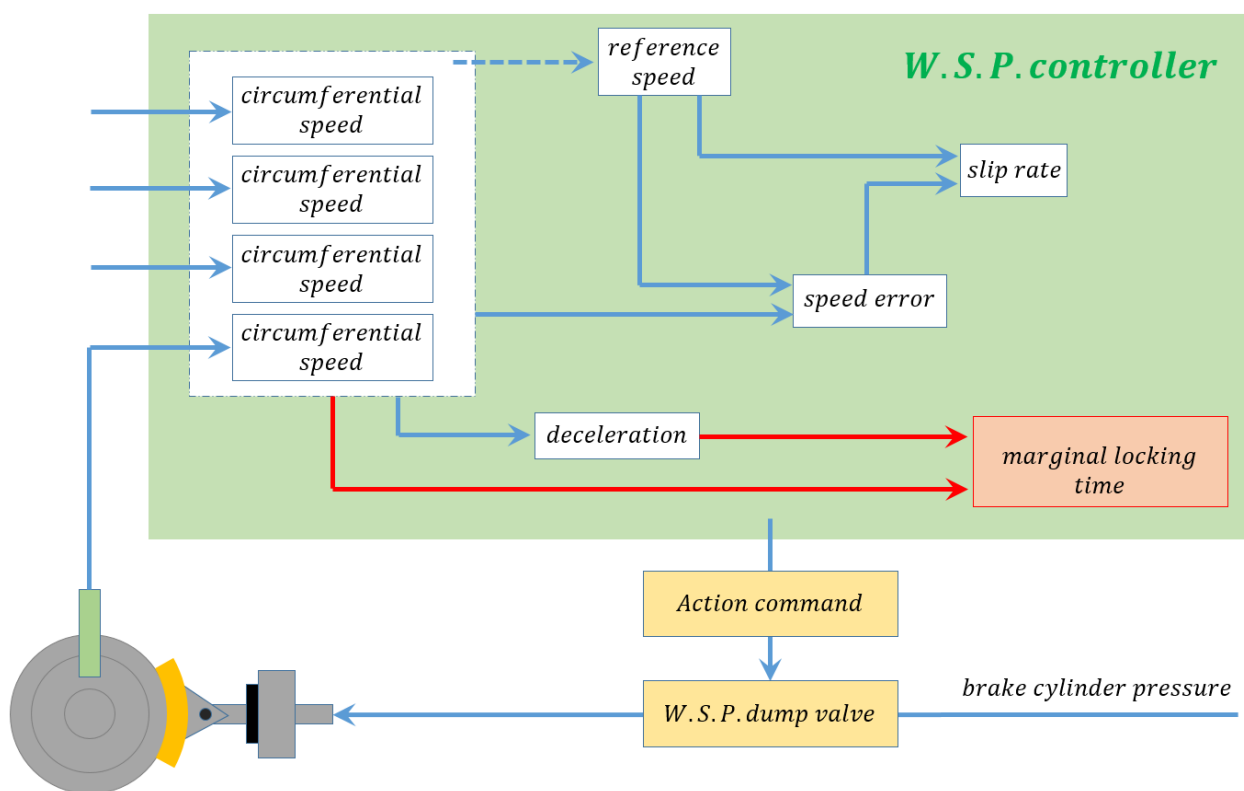 reference
speed
W.S.P.controller
circumferential
speed
circumferential
speed
slip rate
circumferential
speed
speed error
circumferential
speed
deceleration
marginal locking
time
Action command
brake cylinder pressure
W.S.P.dump valve